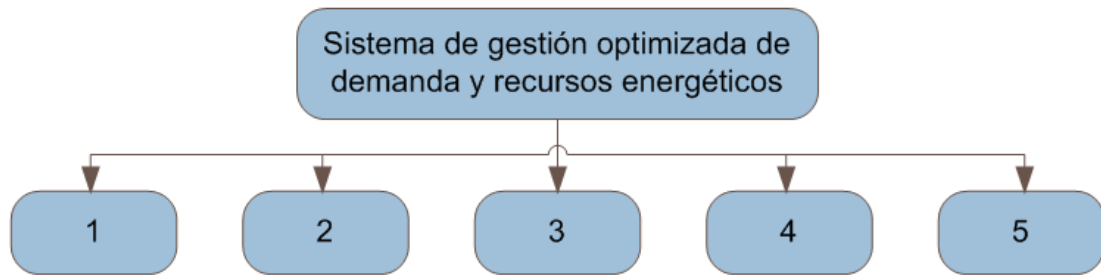 Sistema de gestión optimizada de
demanda y recursos energéticos
1
2
3
4
5